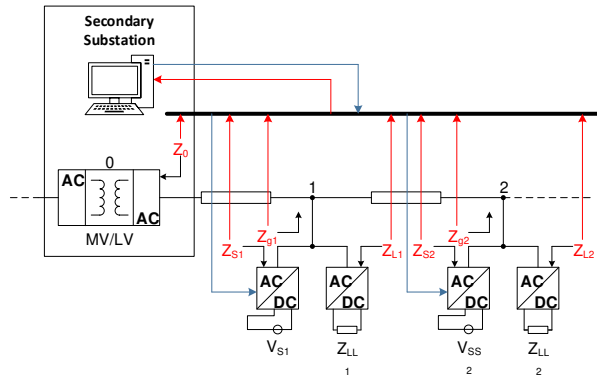 Secondary
Substation
Z0
0
AC
AC
MV/LV
1
2
ZS1
Zg1
ZL1
ZS2
Zg2
ZL2
AC
DC
AC
DC
AC
DC
AC
DC
VS1
ZLL
1
VSS
2
ZLL
2